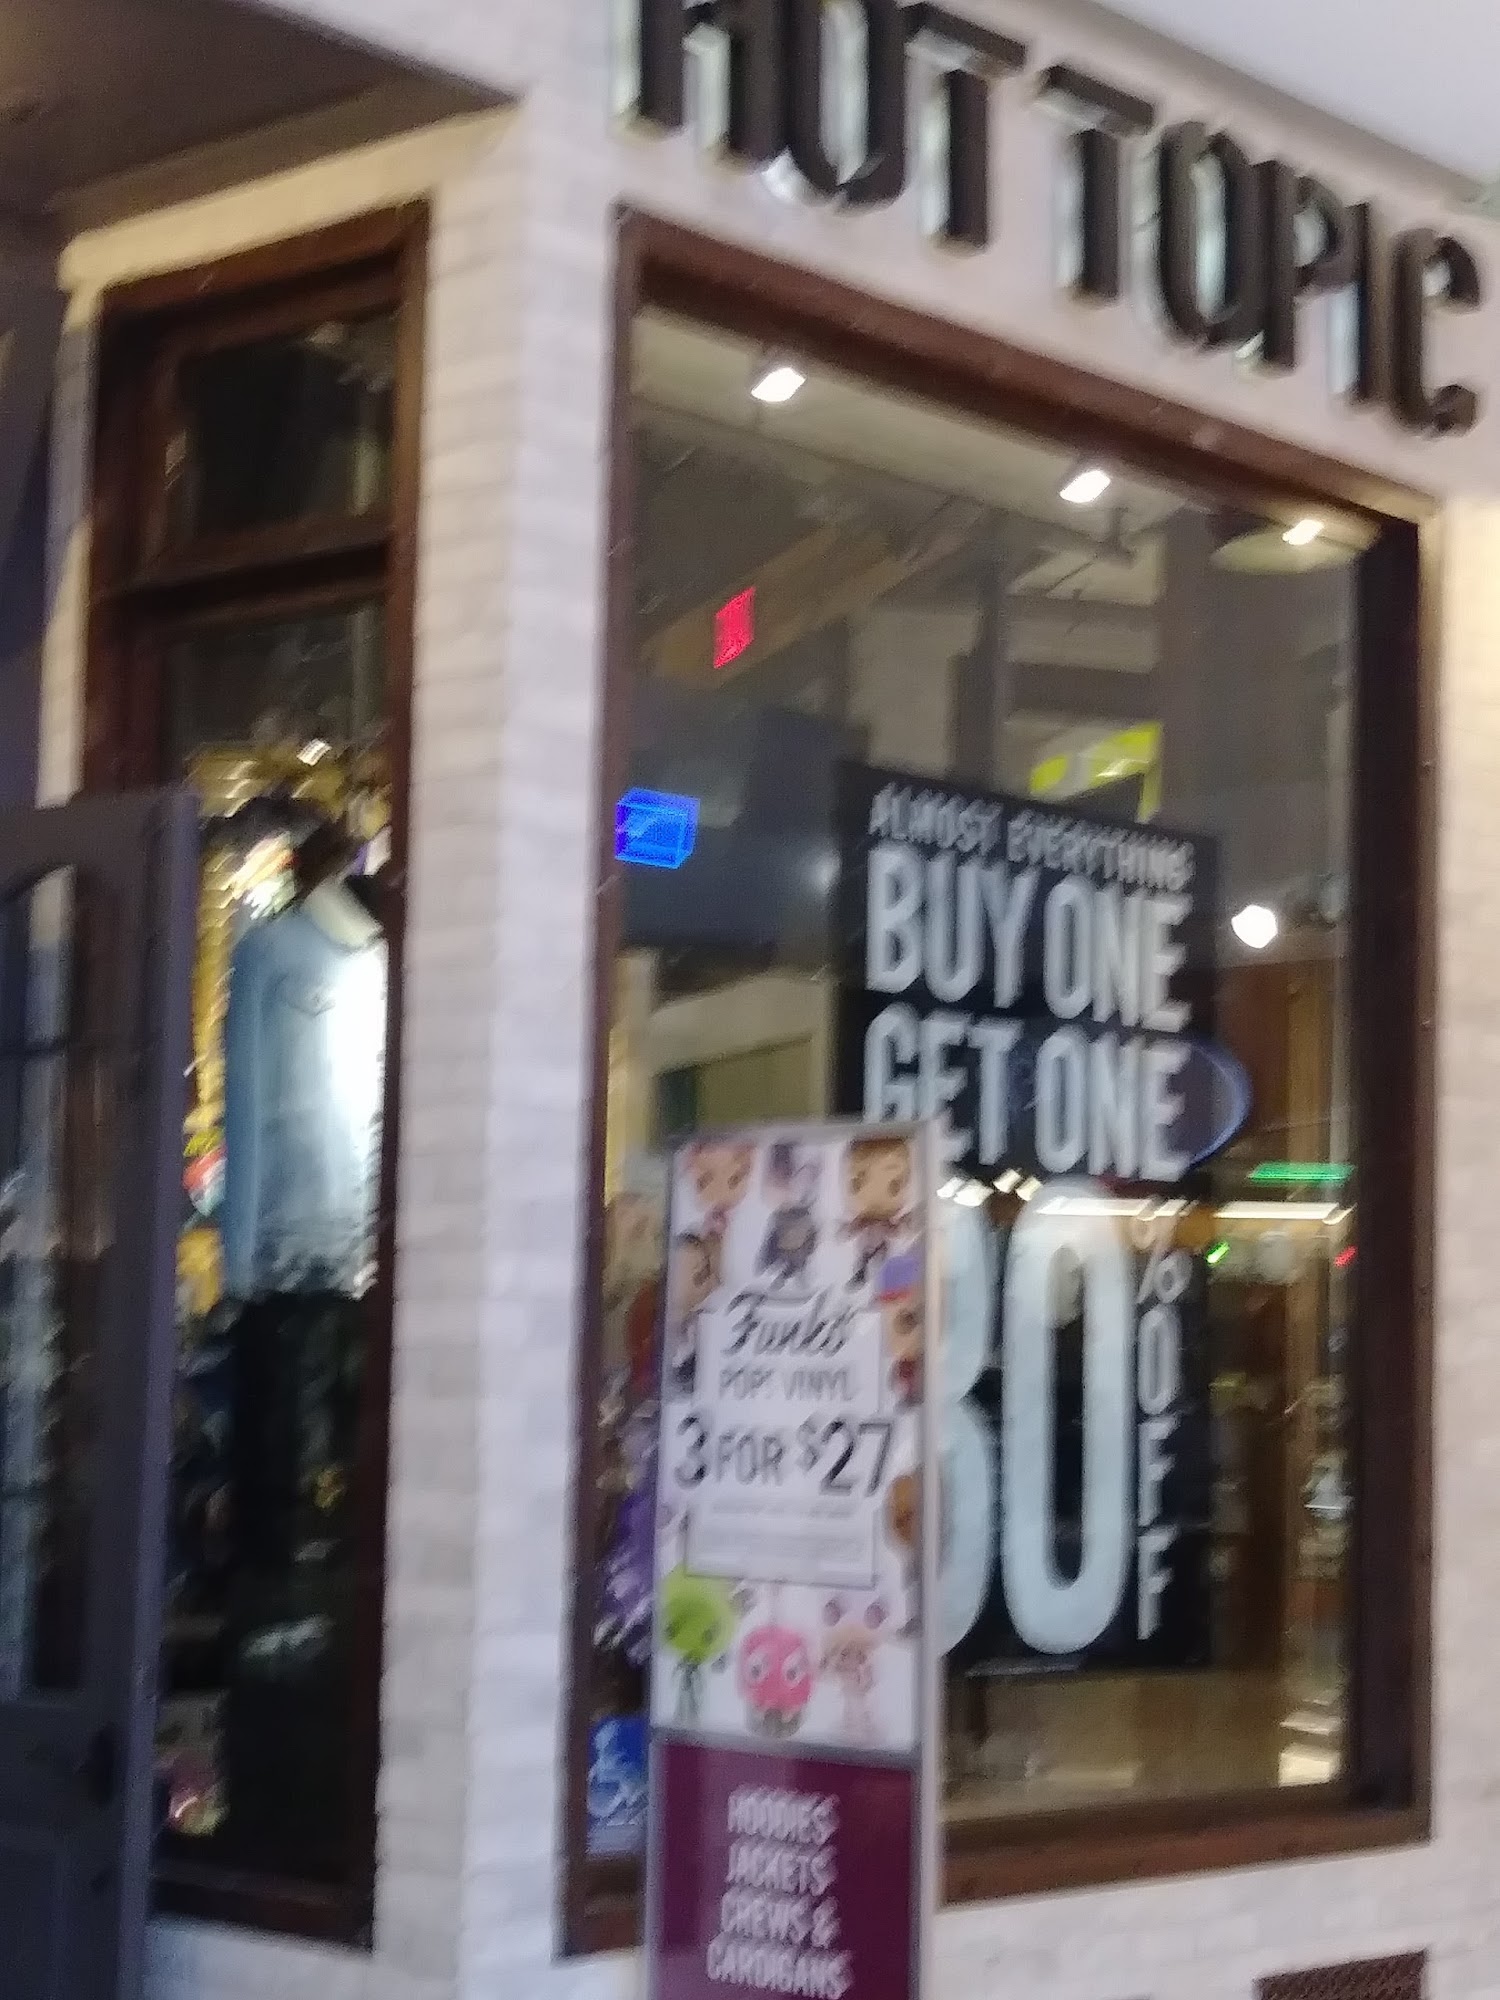 HOT TOPIC
ALMOST EVERYTHING
BUY ONE
GET ONE
% OFF
Funko
POP! VINYL
3 FOR $27
HOODIES
JACKETS
CREWS &
CARDIGANS